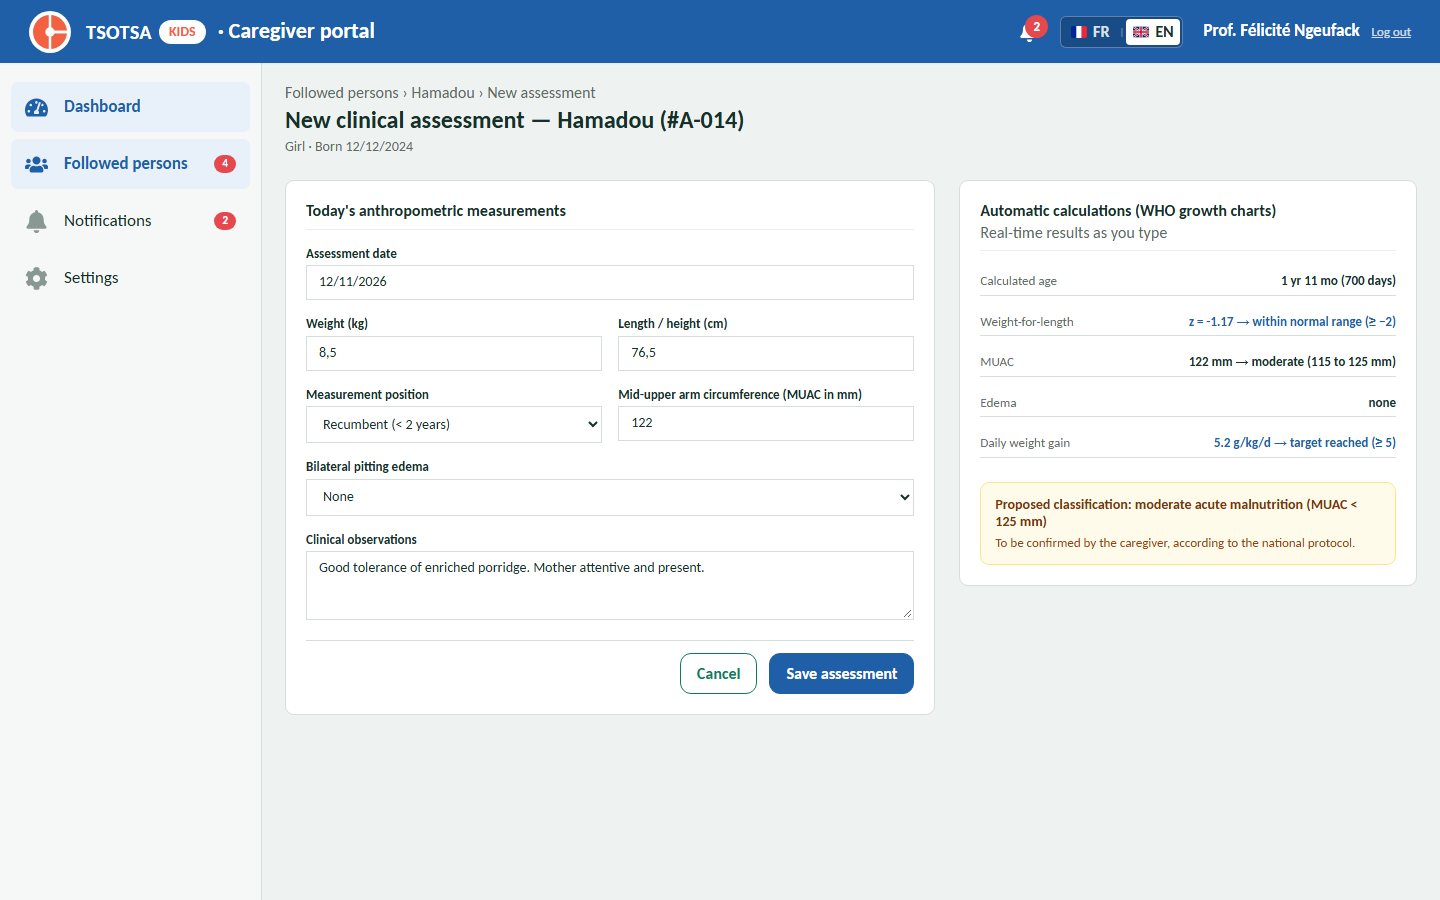 TSOTSA KIDS · Caregiver portal
2
FR | EN
Prof. Félicité Ngeufack Log out
Dashboard
Followed persons 4
Notifications 2
Settings
Followed persons › Hamadou › New assessment
New clinical assessment — Hamadou (#A-014)
Girl · Born 12/12/2024
Today's anthropometric measurements
Assessment date
12/11/2026
Weight (kg)
8,5
Length / height (cm)
76,5
Measurement position
Recumbent (< 2 years)
Mid-upper arm circumference (MUAC in mm)
122
Bilateral pitting edema
None
Clinical observations
Good tolerance of enriched porridge. Mother attentive and present.
Cancel
Save assessment
Automatic calculations (WHO growth charts)
Real-time results as you type
Calculated age 1 yr 11 mo (700 days)
Weight-for-length z = -1.17 → within normal range (≥ −2)
MUAC 122 mm → moderate (115 to 125 mm)
Edema none
Daily weight gain 5.2 g/kg/d → target reached (≥ 5)
Proposed classification: moderate acute malnutrition (MUAC <
125 mm)
To be confirmed by the caregiver, according to the national protocol.